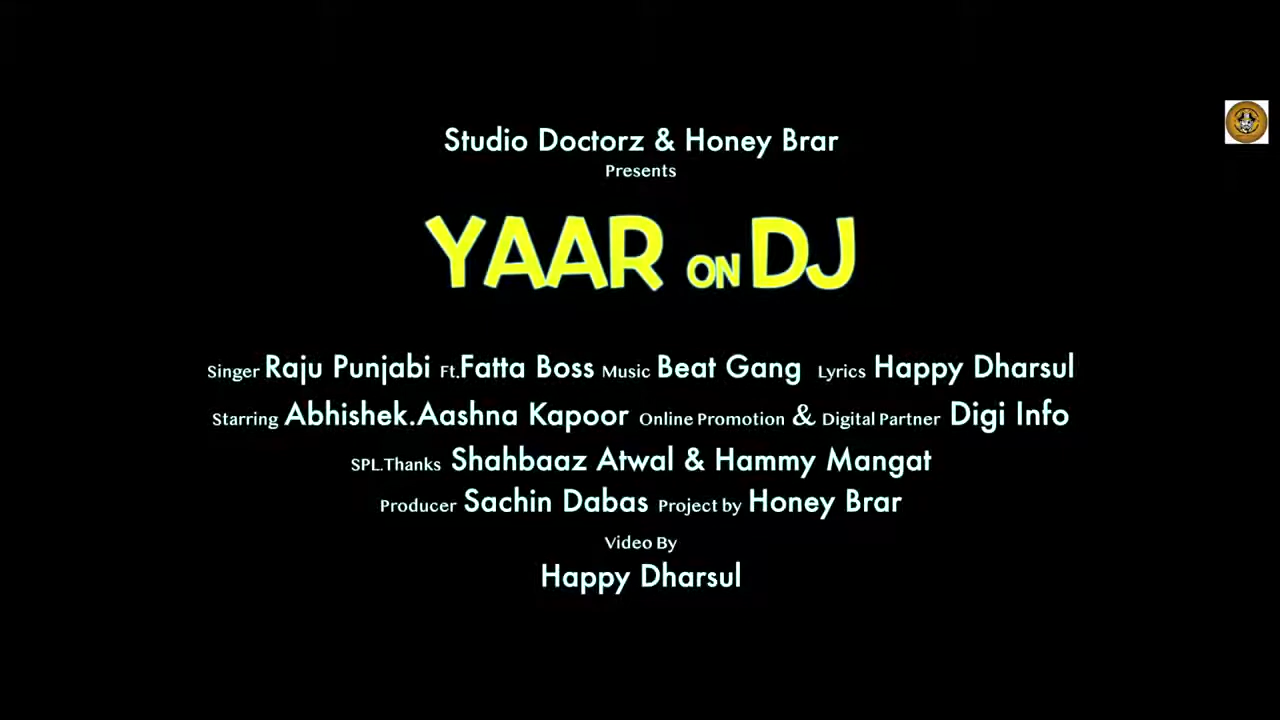 Studio Doctorz & Honey Brar
Presents
YAAR ON DJ
Singer Raju Punjabi Ft.Fatta Boss Music Beat Gang Lyrics Happy Dharsul
Starring Abhishek.Aashna Kapoor Online Promotion & Digital Partner Digi Info
SPL.Thanks Shahbaaz Atwal & Hammy Mangat
Producer Sachin Dabas Project by Honey Brar
Video By
Happy Dharsul